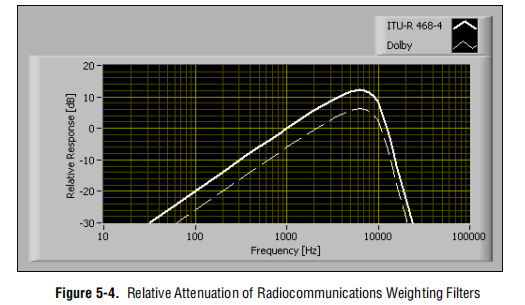 ITU-R 468-4
Dolby
Relative Response [dB]
20
10
0
-10
-20
-30
10
100
1000
10000
100000
Frequency [Hz]
Figure 5-4. Relative Attenuation of Radiocommunications Weighting Filters